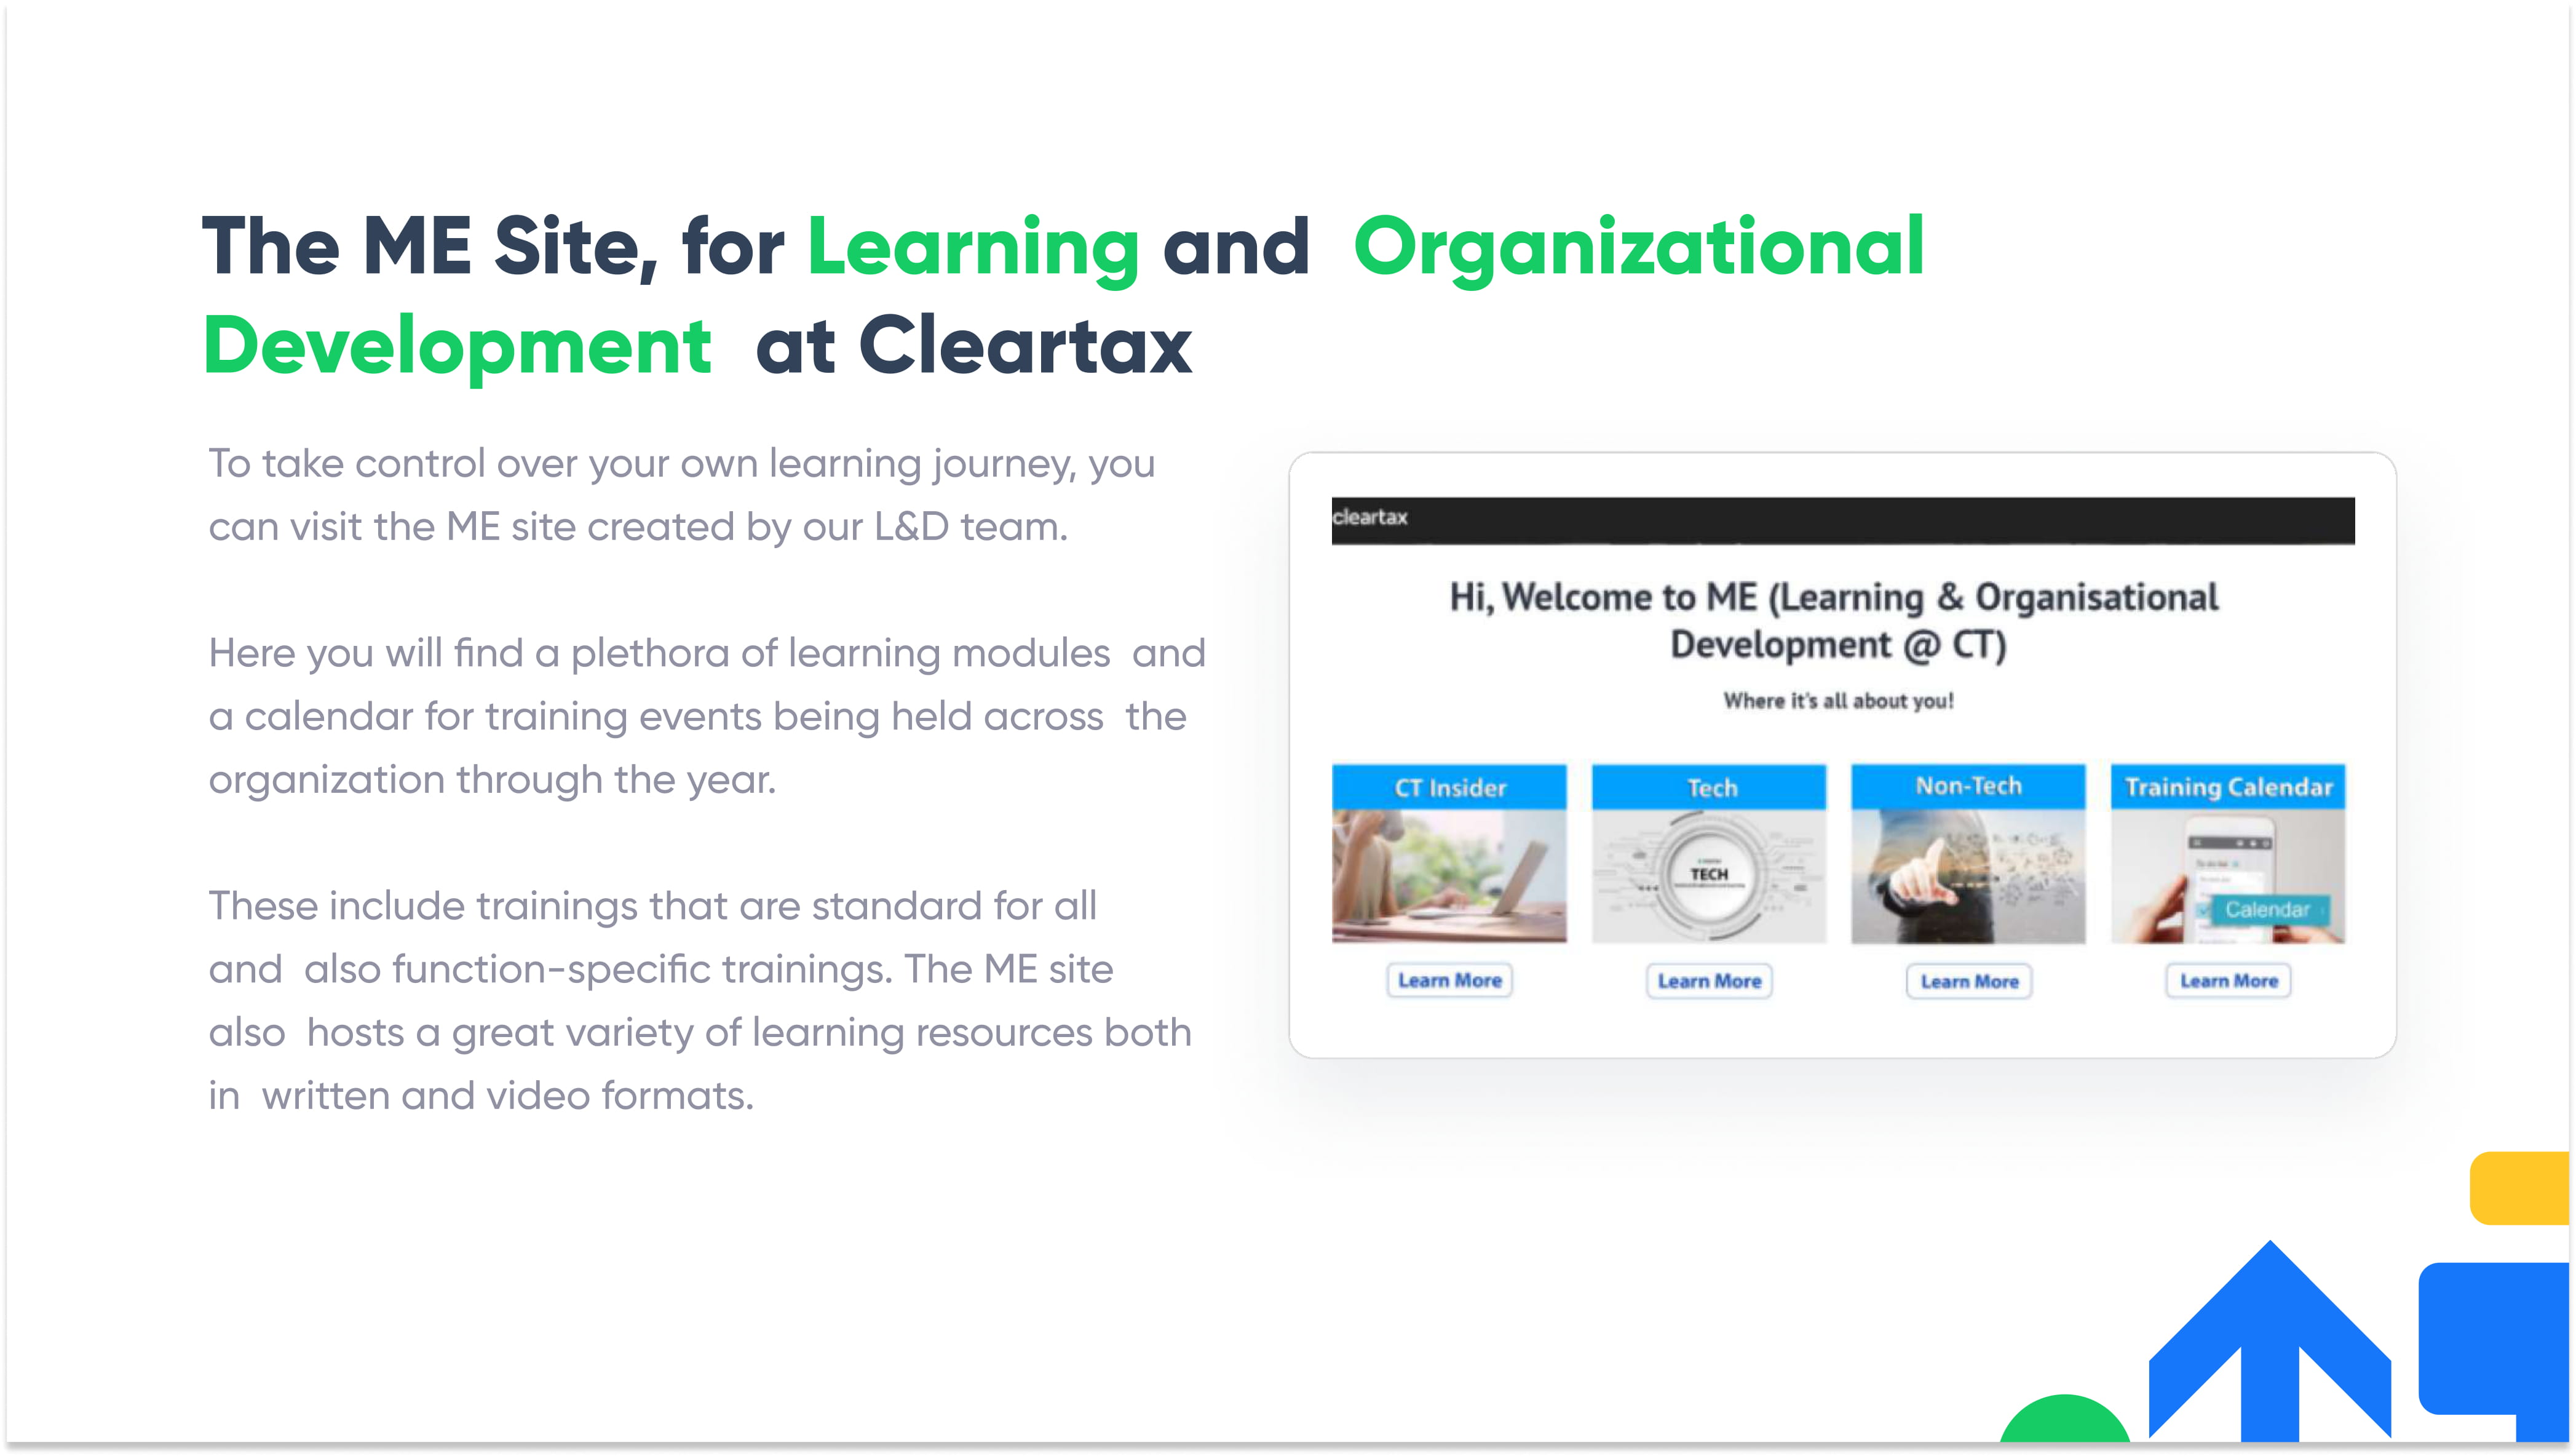 The ME Site, for Learning and Organizational
Development at Cleartax
To take control over your own learning journey, you
can visit the ME site created by our L&D team.
Here you will find a plethora of learning modules and
a calendar for training events being held across the
organization through the year.
These include trainings that are standard for all
and also function-specific trainings. The ME site
also hosts a great variety of learning resources both
in written and video formats.
cleartax
Hi, Welcome to ME (Learning & Organisational
Development @ CT)
Where it's all about you!
CT Insider
Tech
Non-Tech
Training Calendar
TECH
Calendar
Learn More
Learn More
Learn More
Learn More